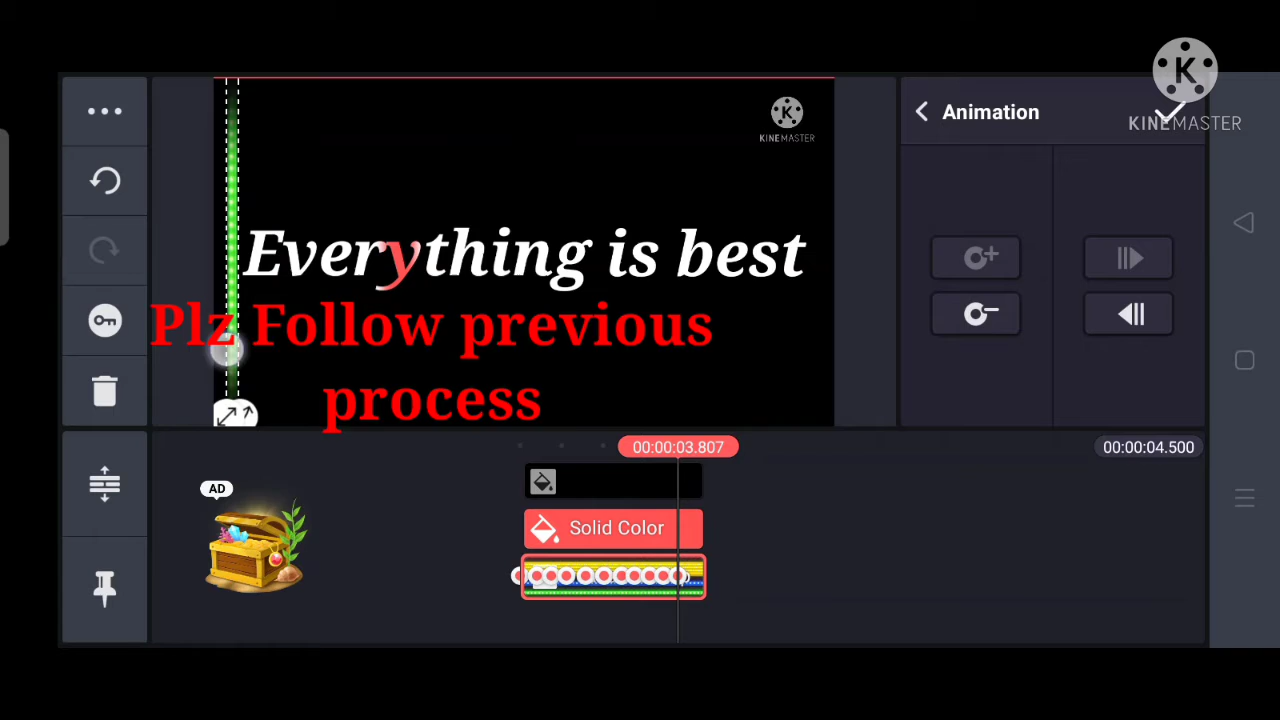 KINEMASTER
Animation
KINEMASTER
Everything is best
Plz Follow previous
process
00:00:03.807
00:00:04.500
AD
Solid Color